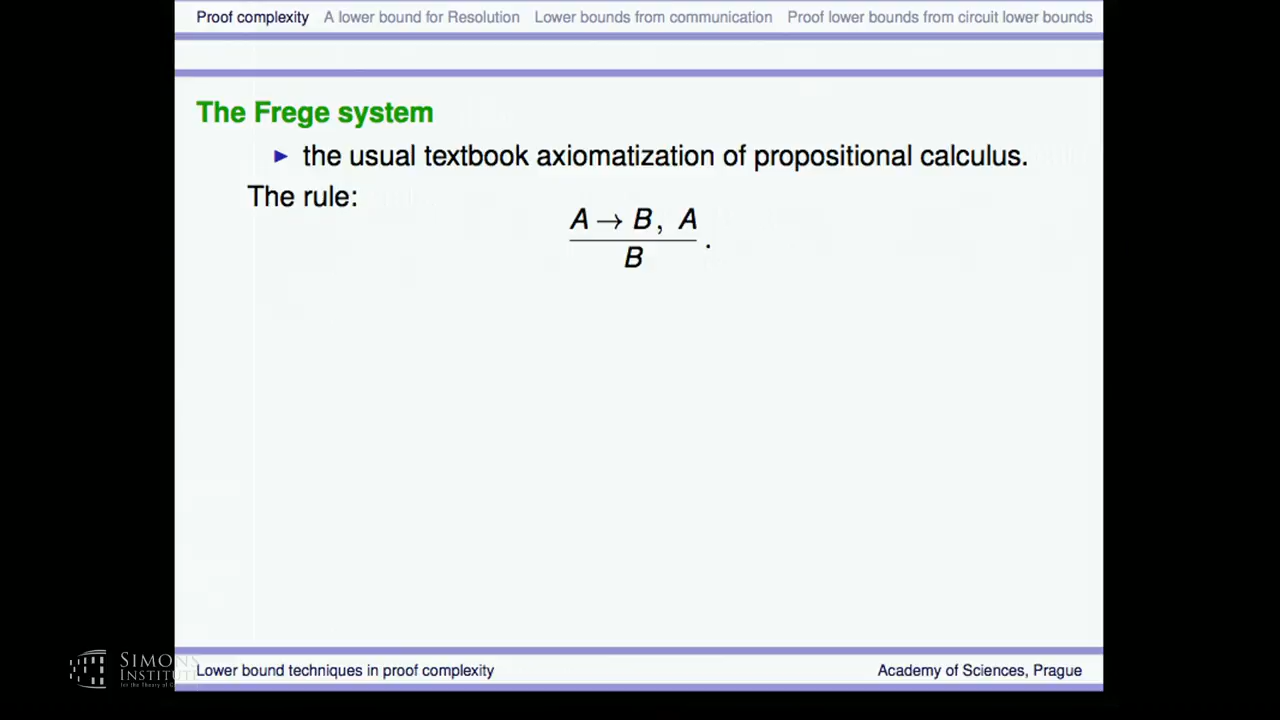 Proof complexity A lower bound for Resolution Lower bounds from communication Proof lower bounds from circuit lower bounds
The Frege system
▶ the usual textbook axiomatization of propositional calculus.
The rule:
A → B, A
B .
SIMONS
INSTITUTE
Lower bound techniques in proof complexity Academy of Sciences, Prague